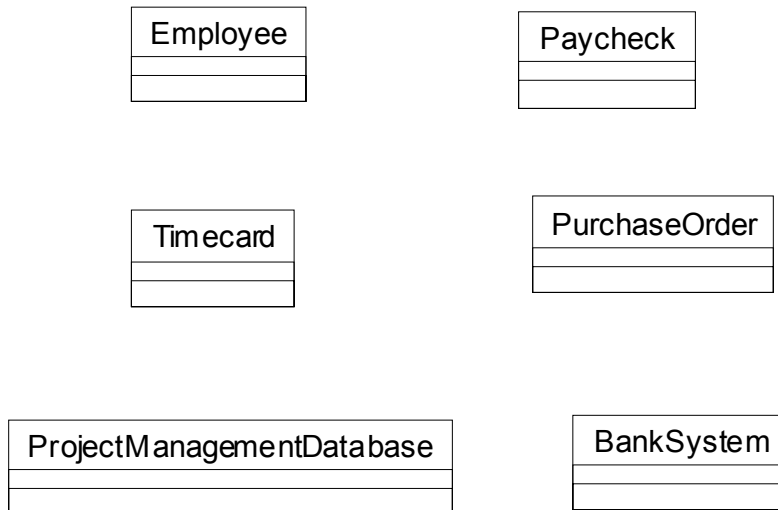 Employee
Paycheck
Timecard
PurchaseOrder
ProjectManagementDatabase
BankSystem